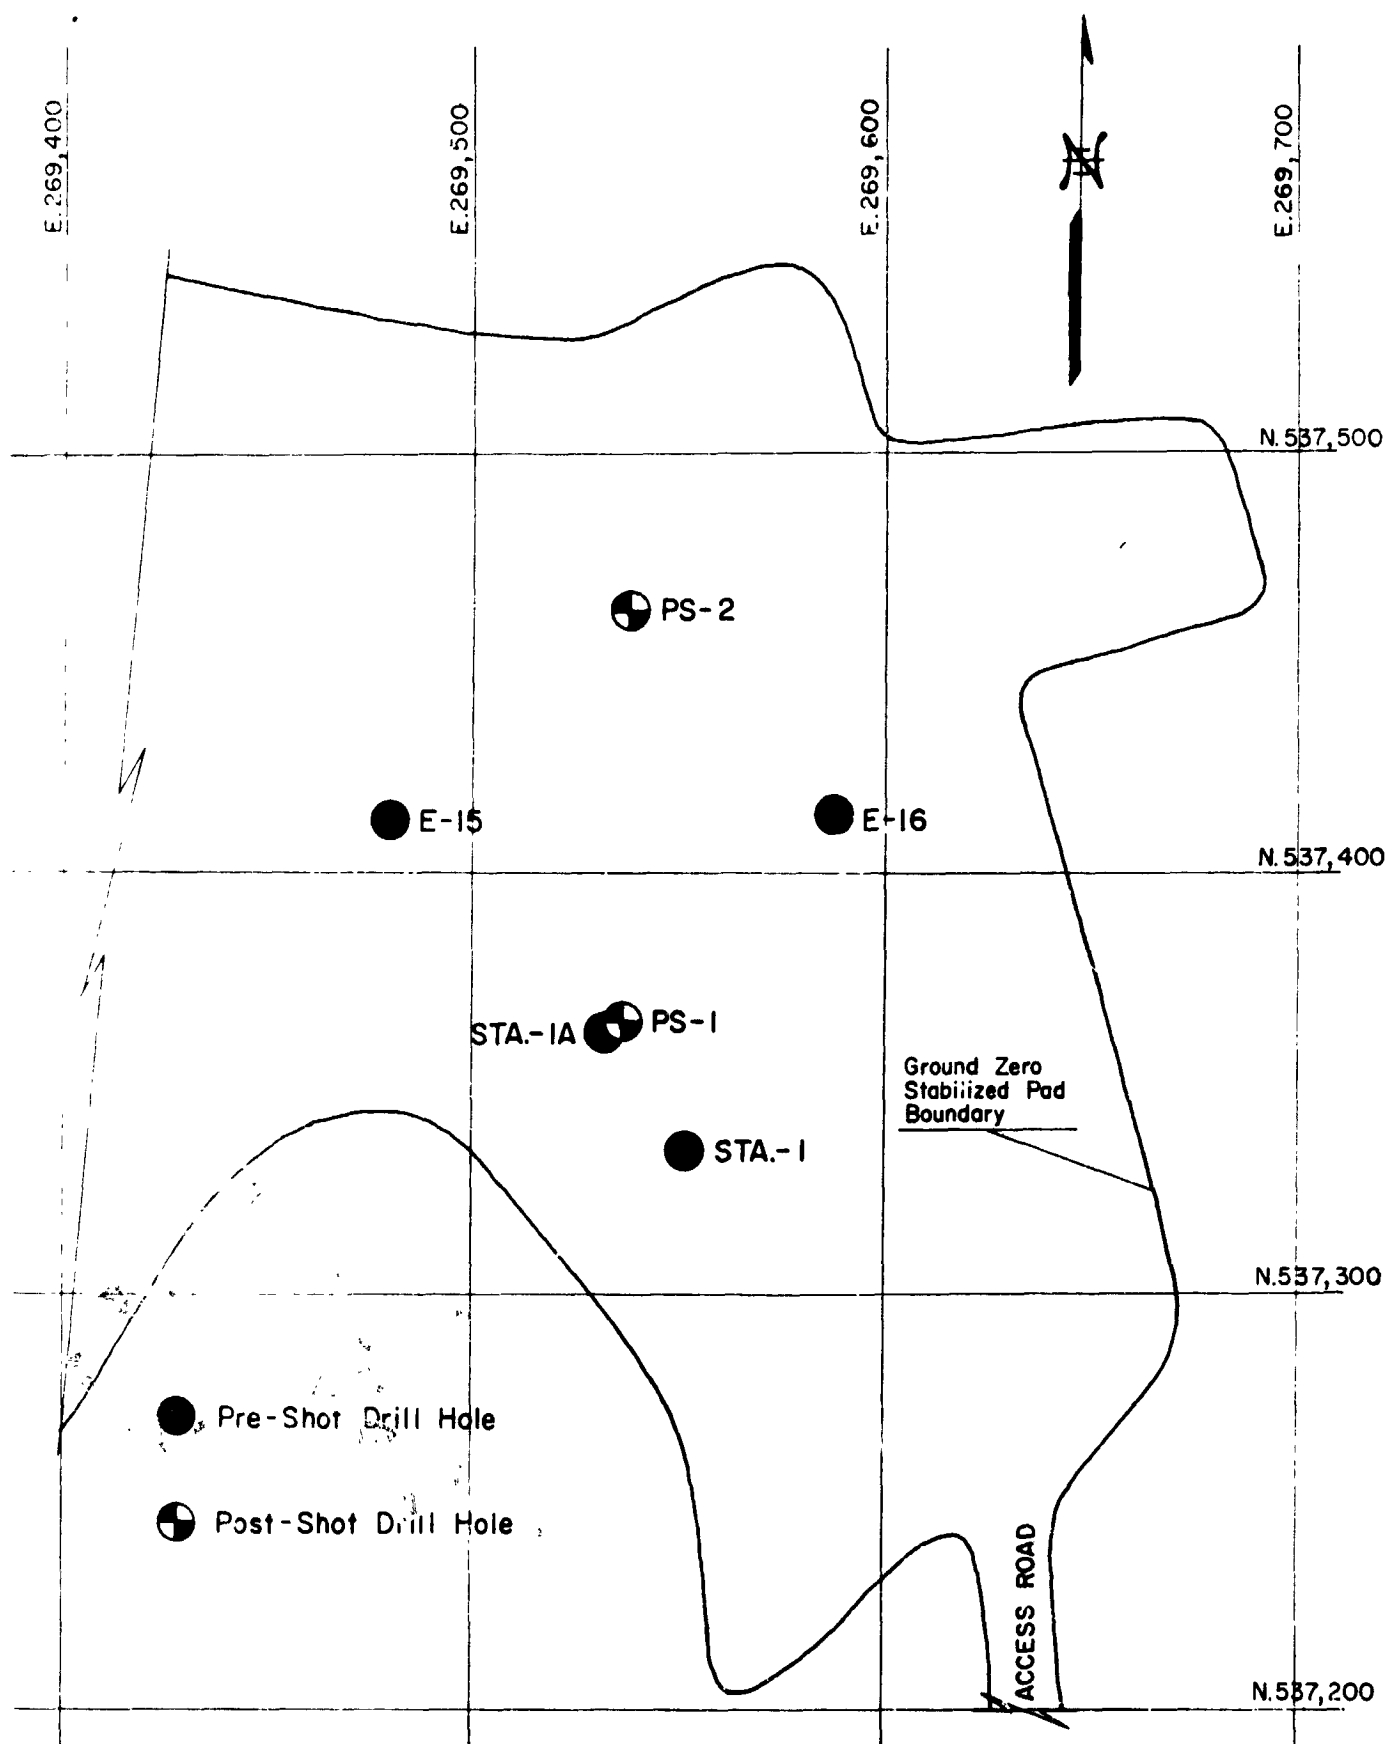 E.269,400
E.269,500
E.269,600
E.269,700
N
N.537,500
PS-2
E-15
E-16
N.537,400
STA.-1A
PS-1
Ground Zero
Stabilized Pad
Boundary
STA.-1
N.537,300
Pre-Shot Drill Hole
Post-Shot Drill Hole
ACCESS ROAD
N.537,200